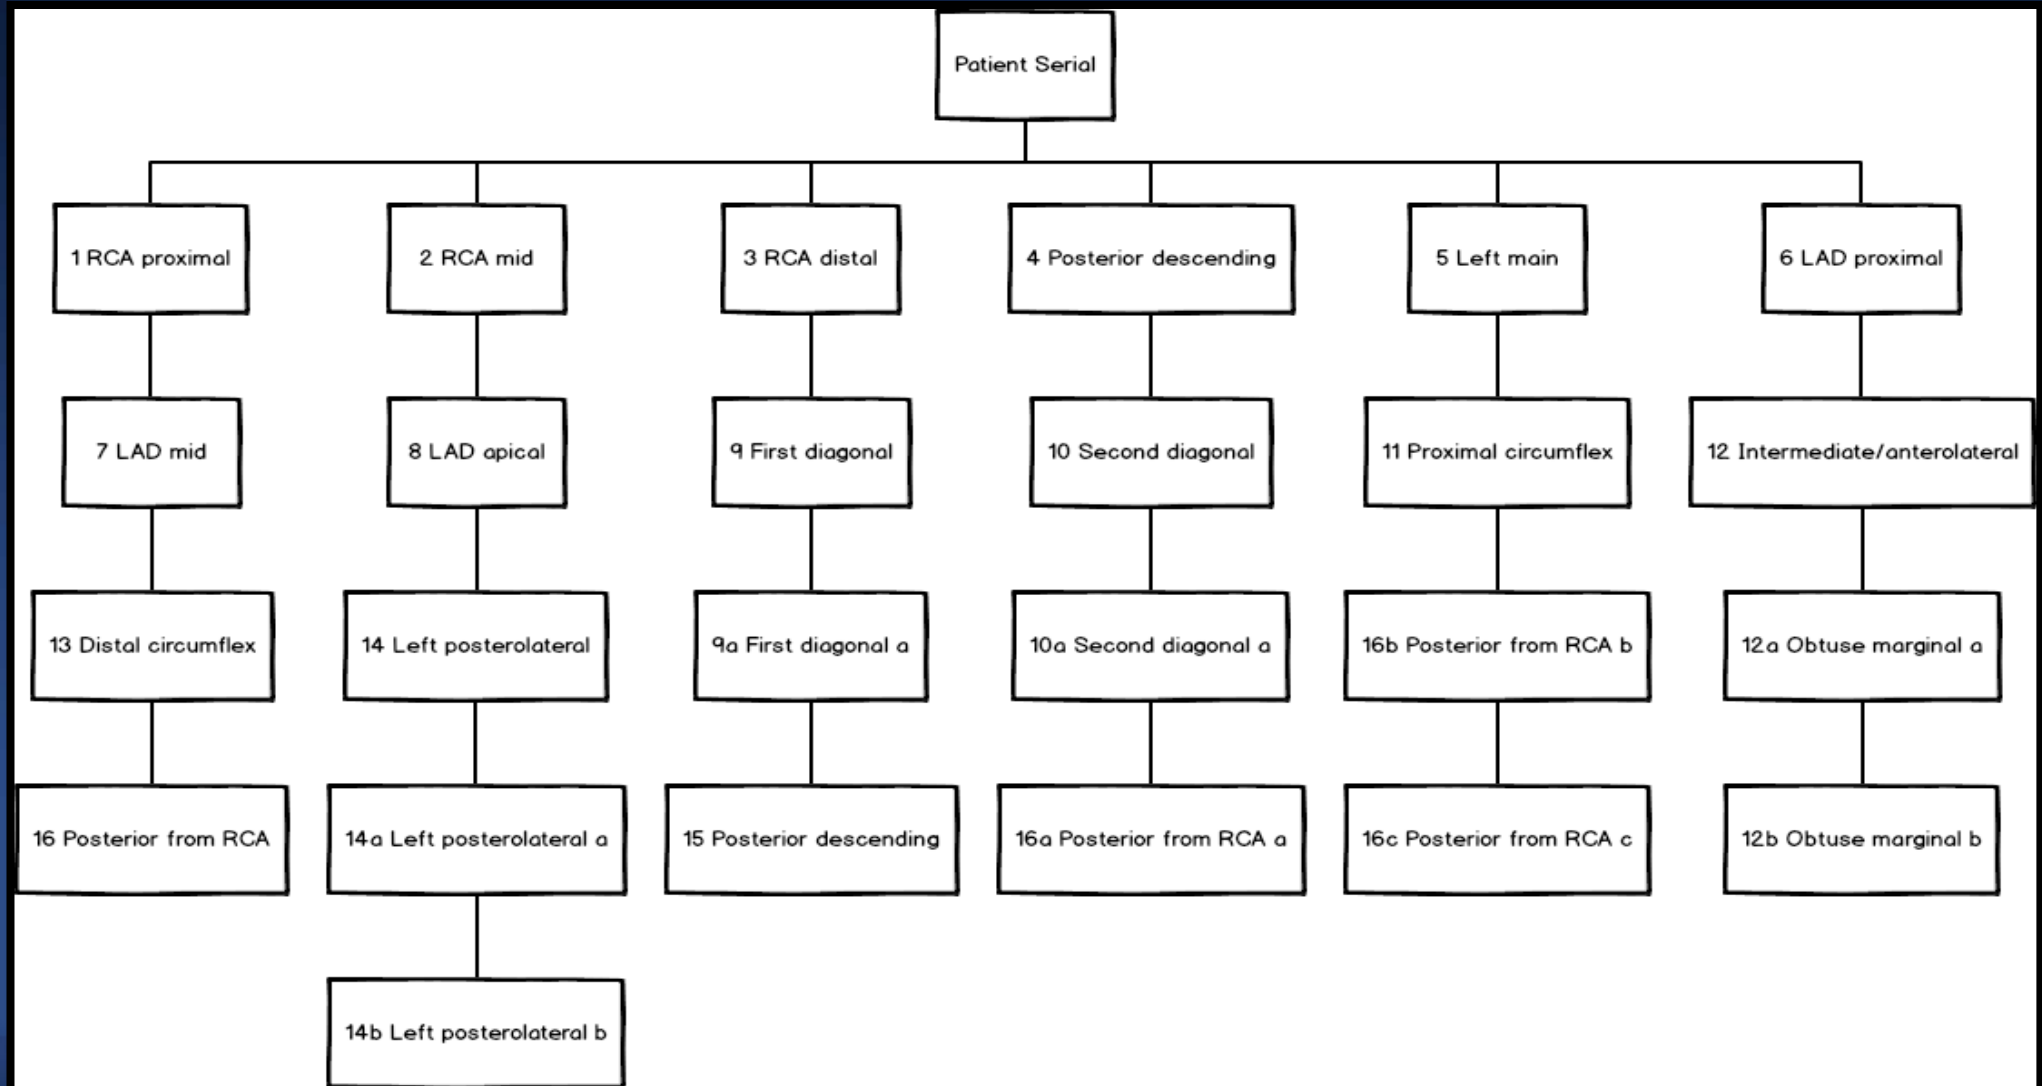 Patient Serial
1 RCA proximal
2 RCA mid
3 RCA distal
4 Posterior descending
5 Left main
6 LAD proximal
7 LAD mid
8 LAD apical
9 First diagonal
10 Second diagonal
11 Proximal circumflex
12 Intermediate/anterolateral
13 Distal circumflex
14 Left posterolateral
9a First diagonal a
10a Second diagonal a
16b Posterior from RCA b
12a Obtuse marginal a
16 Posterior from RCA
14a Left posterolateral a
15 Posterior descending
16a Posterior from RCA a
16c Posterior from RCA c
12b Obtuse marginal b
14b Left posterolateral b